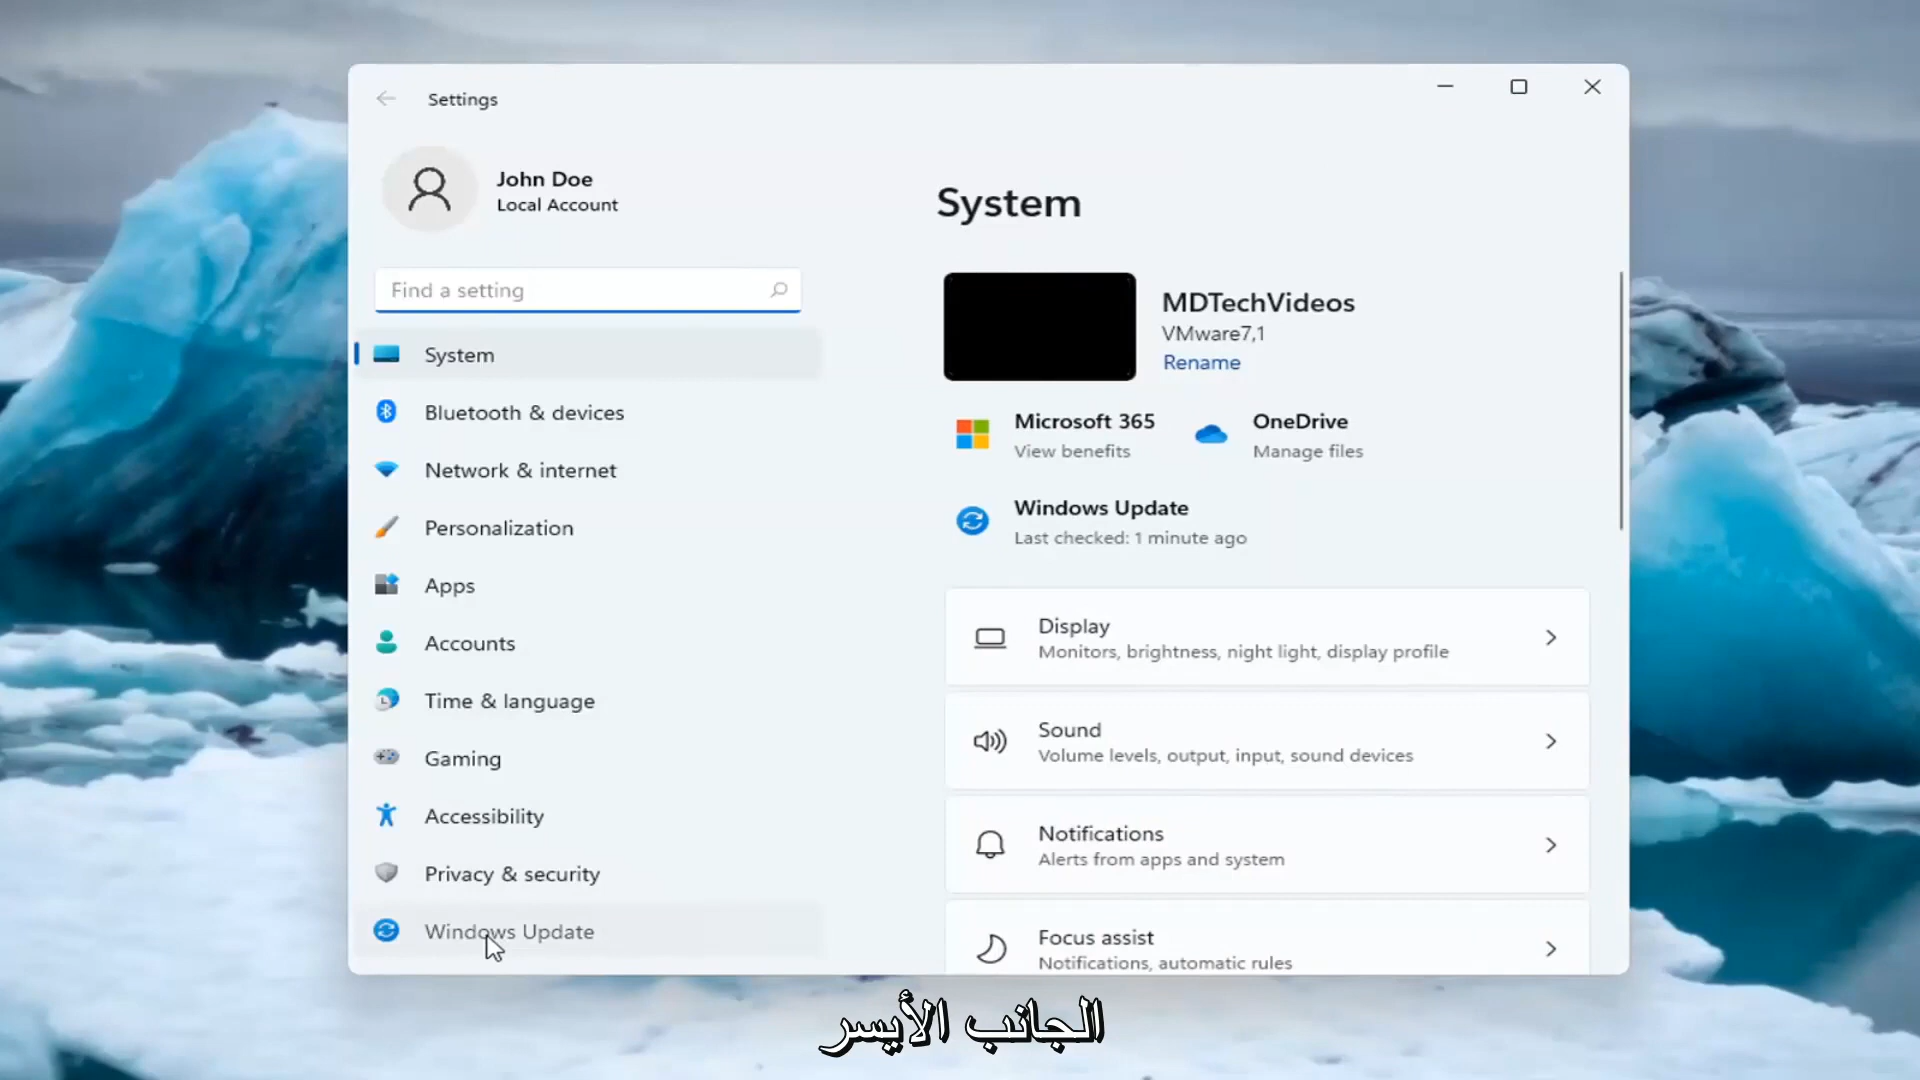 Settings
John Doe
Local Account
Find a setting
System
Bluetooth & devices
Network & internet
Personalization
Apps
Accounts
Time & language
Gaming
Accessibility
Privacy & security
Windows Update
System
MDTechVideos
VMware7,1
Rename
Microsoft 365
View benefits
OneDrive
Manage files
Windows Update
Last checked: 1 minute ago
Display
Monitors, brightness, night light, display profile
Sound
Volume levels, output, input, sound devices
Notifications
Alerts from apps and system
Focus assist
Notifications, automatic rules
الجانب الأيسر